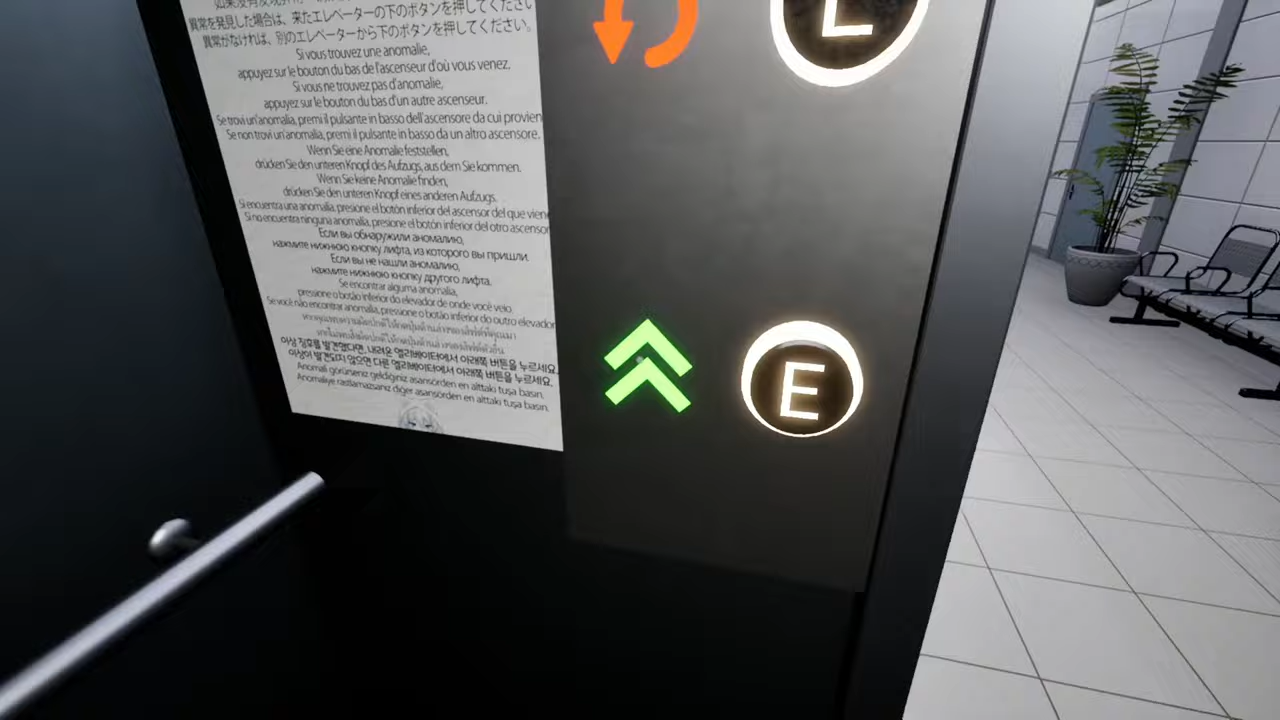 異常を発見した場合は、来たエレベーターの下のボタンを押してください。
異常がなければ、別のエレベーターから下のボタンを押してください。
Si vous trouvez une anomalie,
appuyez sur le bouton du bas de l'ascenseur d'où vous venez.
Si vous ne trouvez pas d'anomalie,
appuyez sur le bouton du bas d'un autre ascenseur.
Se trovi un'anomalia, premi il pulsante in basso dell'ascensore da cui provien
Se non trovi un'anomalia, premi il pulsante in basso da un altro ascensore.
Wenn Sie eine Anomalie feststellen,
drücken Sie den unteren Knopf des Aufzugs, aus dem Sie kommen.
Wenn Sie keine Anomalie finden,
drücken Sie den unteren Knopf eines anderen Aufzugs.
Si encuentra una anomalía, presione el botón inferior del ascensor del que vien
Si no encuentra ninguna anomalía, presione el botón inferior del otro ascensor
Если вы обнаружили аномалию,
нажмите нижнюю кнопку лифта, из которого вы пришли.
Если вы не нашли аномалию,
нажмите нижнюю кнопку другого лифта.
Se encontrar alguma anomalia,
pressione o botão inferior do elevador de onde você veio.
Se você não encontrar anomalia, pressione o botão inferior do outro elevador
이상 징후를 발견했다면, 내려온 엘리베이터에서 아래쪽 버튼을 누르세요.
이상이 발견되지 않으면 다른 엘리베이터에서 아래쪽 버튼을 누르세요.
Anomali görürseniz geldiğiniz asansörden en alttaki tuşa basın.
Anomaliye rastlamazsanız diğer asansörden en alttaki tuşa basın.
L
E